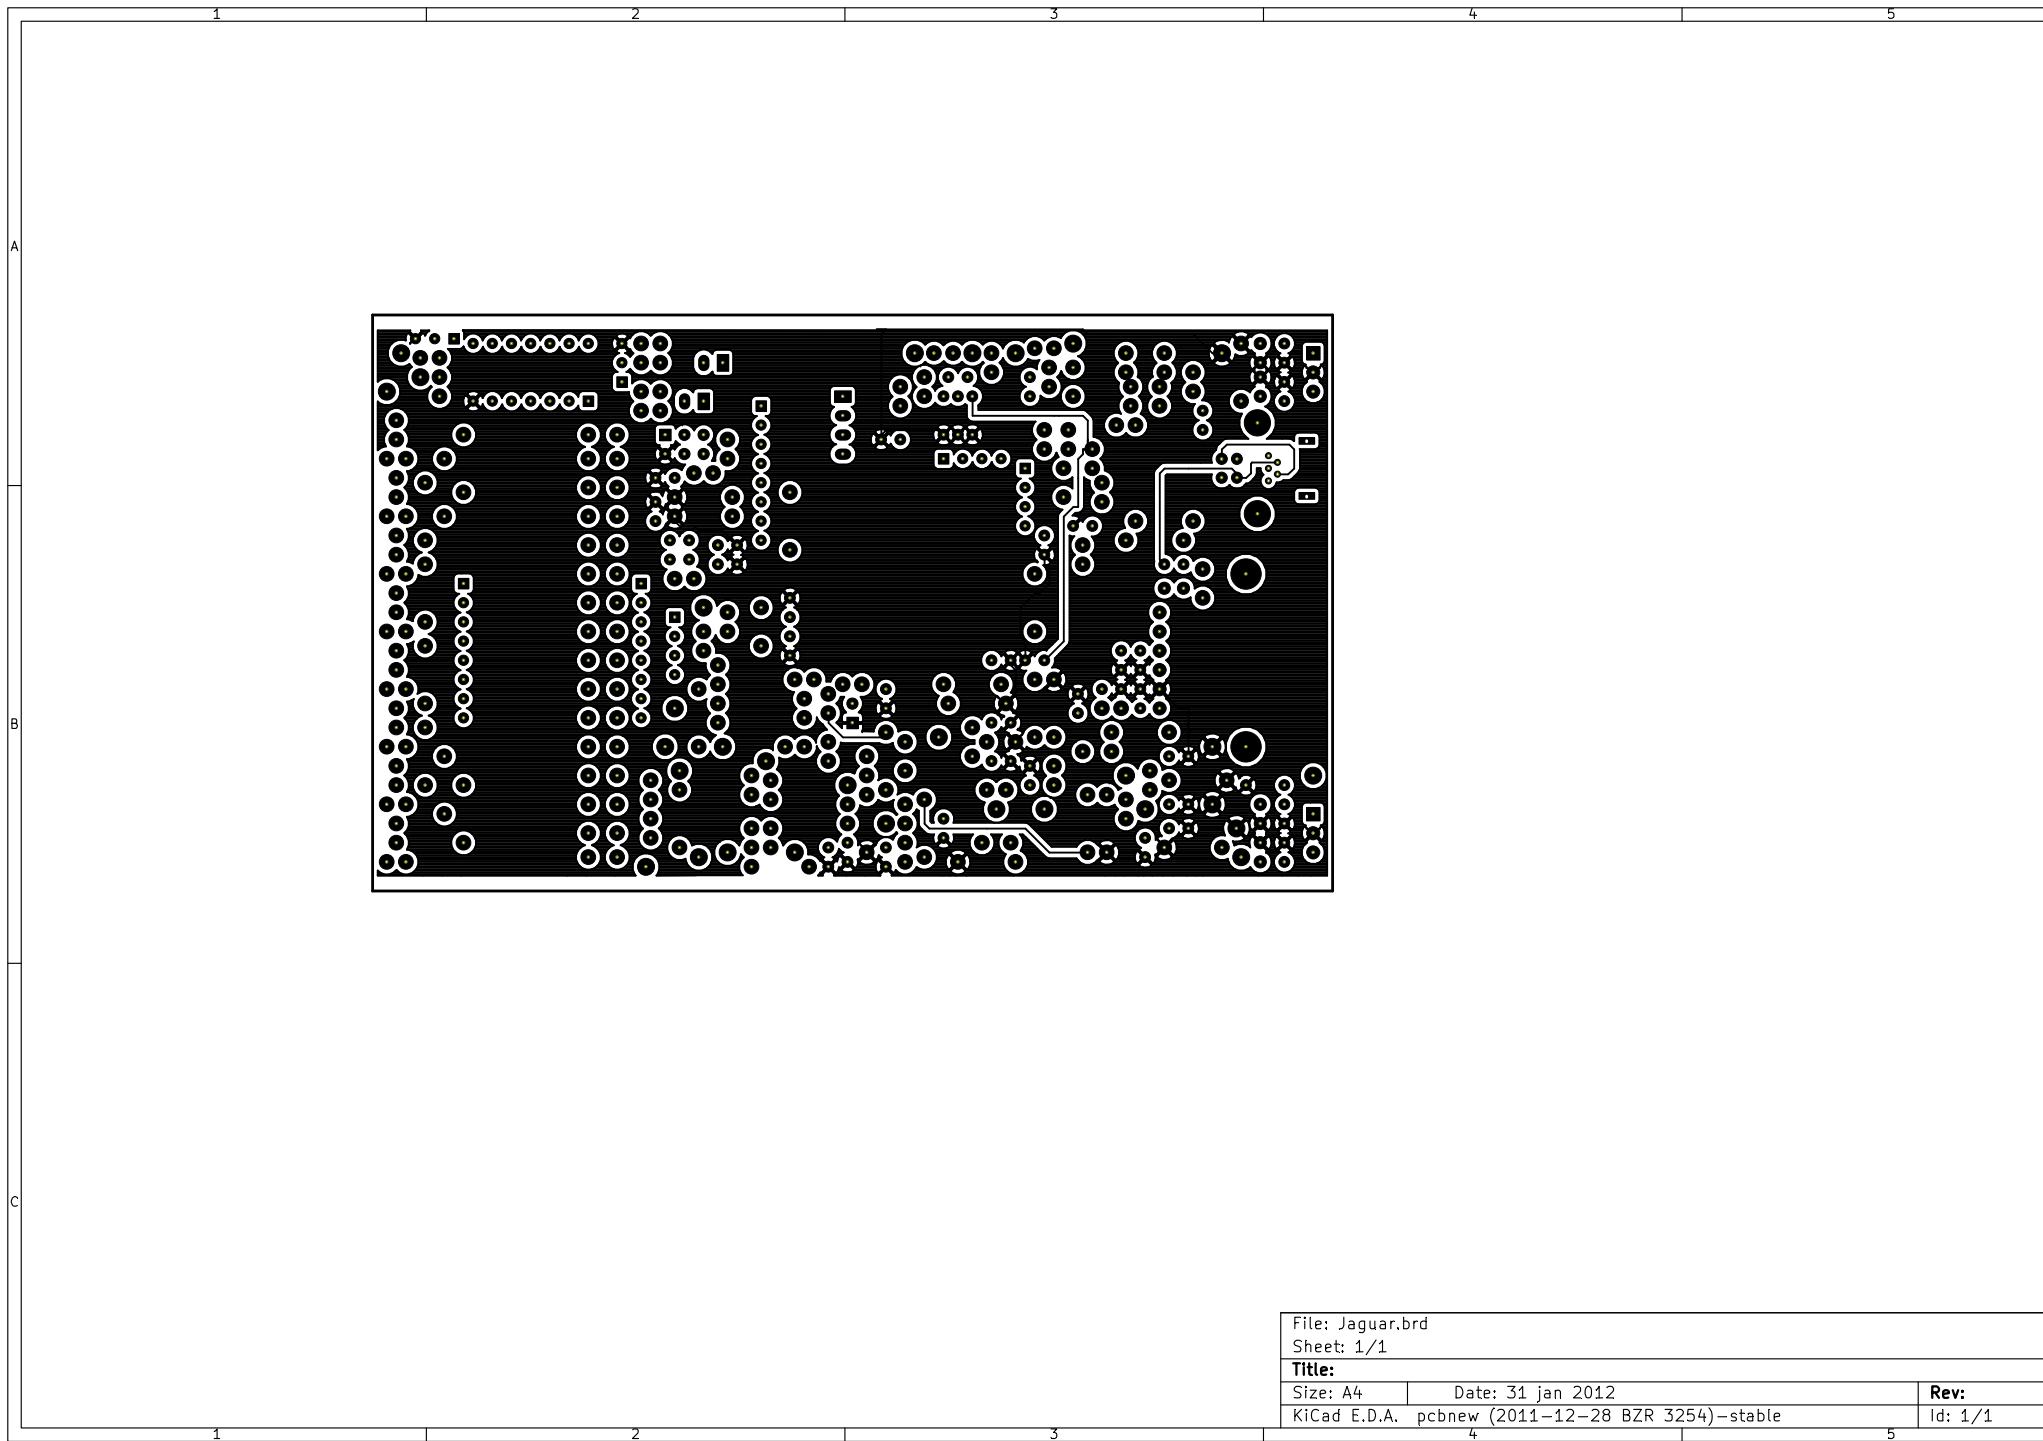 1 2 3 4 5
A
B
C
File: Jaguar.brd
Sheet: 1/1
Title:
Size: A4 Date: 31 jan 2012 Rev:
KiCad E.D.A. pcbnew (2011-12-28 BZR 3254)-stable Id: 1/1
1 2 3 4 5